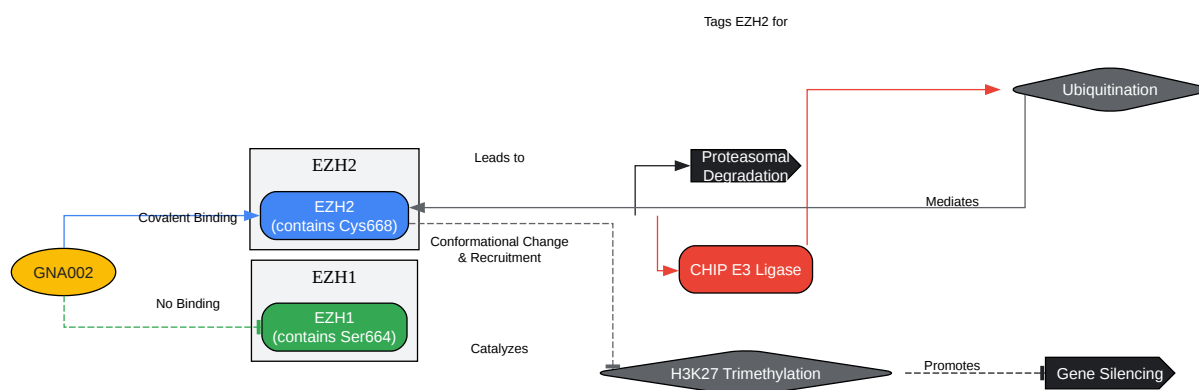 Tags EZH2 for
Ubiquitination
Leads to
Proteasomal
Degradation
EZH2
EZH2
(contains Cys668)
Covalent Binding
Mediates
Conformational Change
& Recruitment
GNA002
CHIP E3 Ligase
EZH1
No Binding
EZH1
(contains Ser664)
Catalyzes
H3K27 Trimethylation
Promotes
Gene Silencing